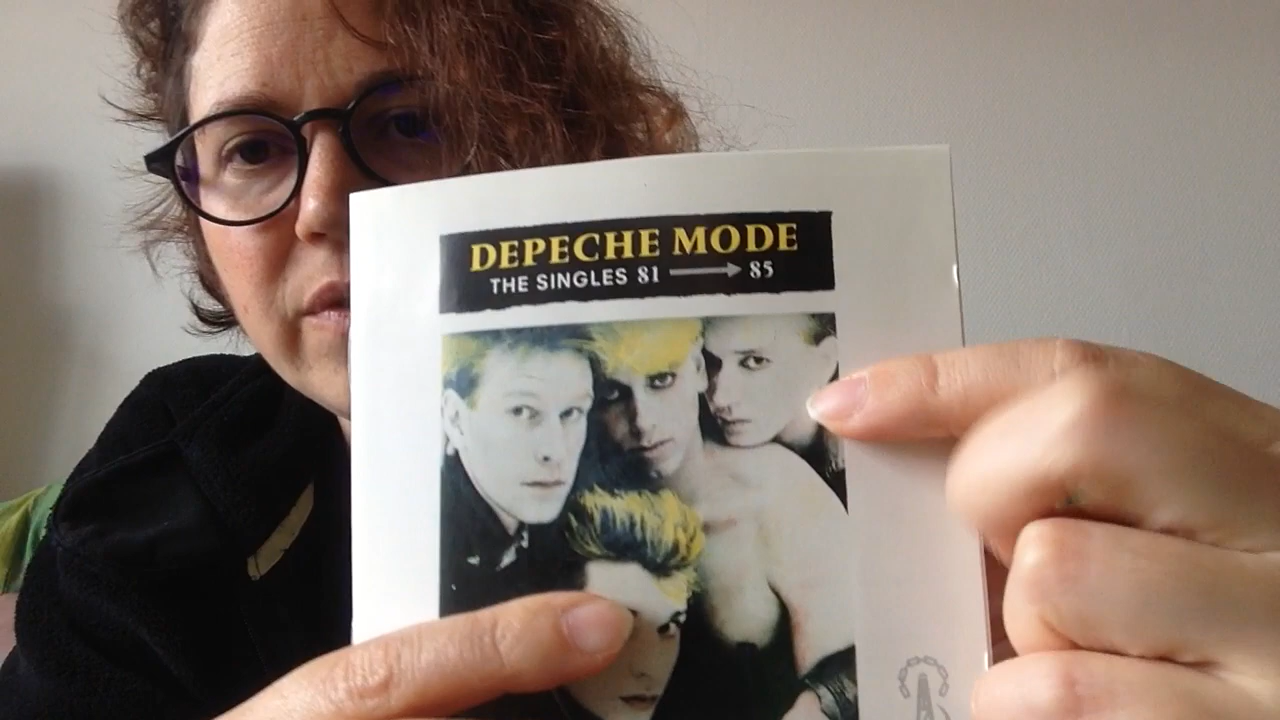 DEPECHE MODE
THE SINGLES 81 → 85